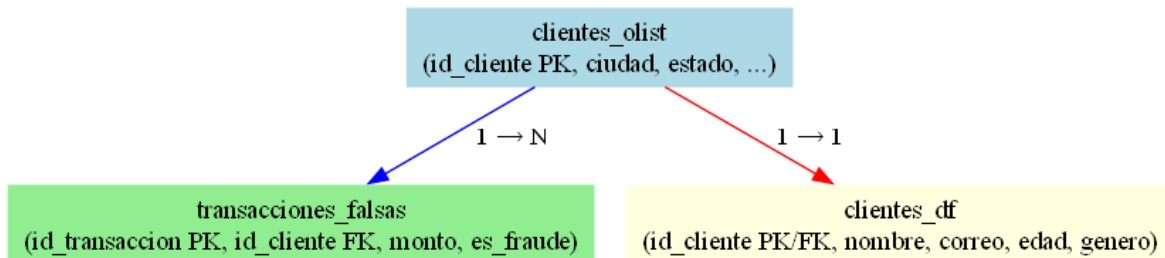 clientes_olist
(id_cliente PK, ciudad, estado, ...)
1 → N
1 → 1
transacciones_falsas
(id_transaccion PK, id_cliente FK, monto, es_fraude)
clientes_df
(id_cliente PK/FK, nombre, correo, edad, genero)